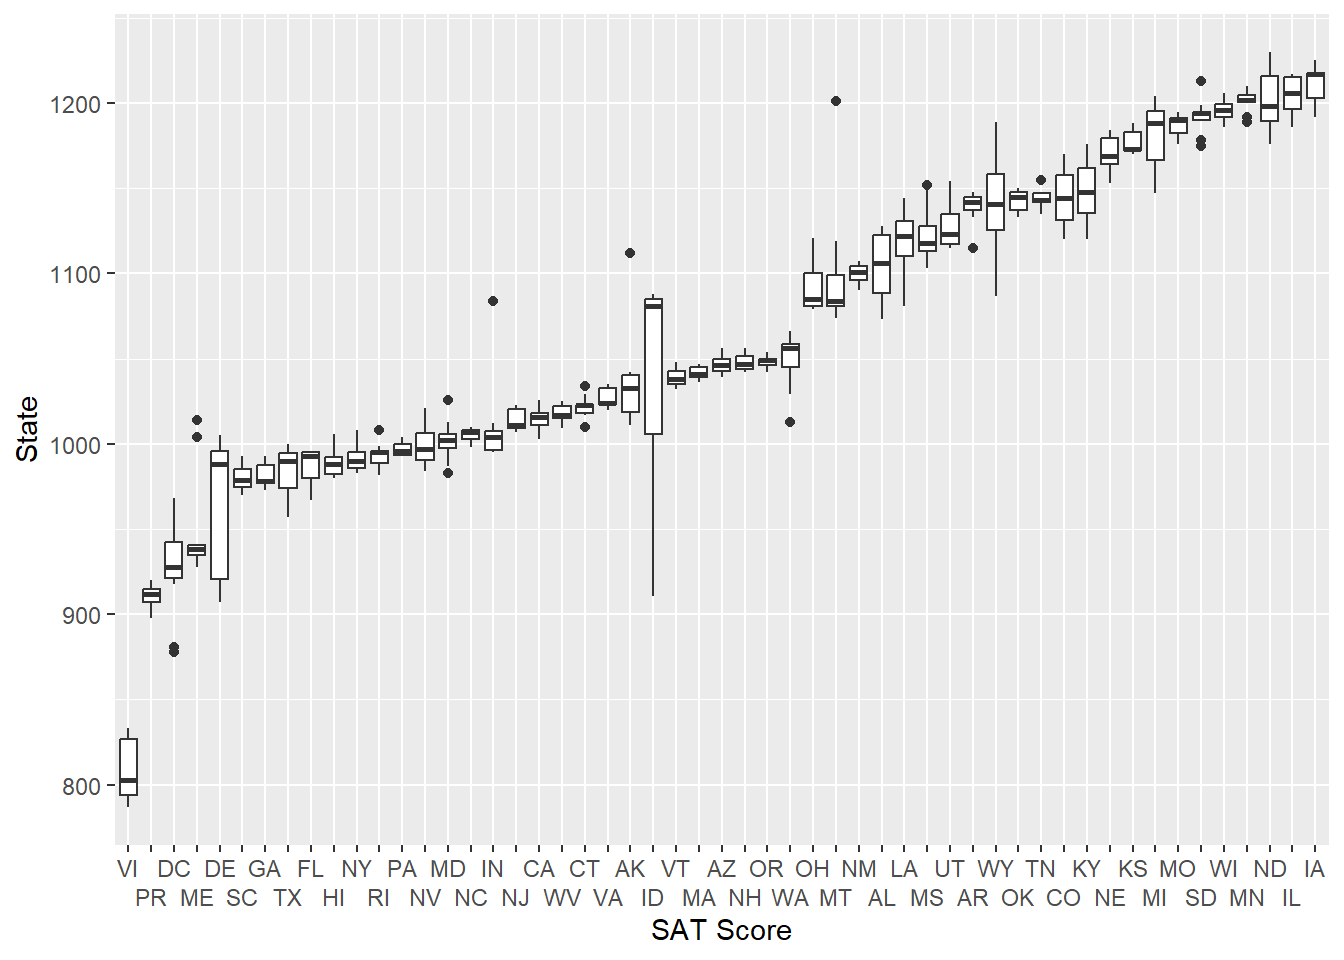 State
1200
1100
1000
900
800
VI DC DE GA FL NY PA MD IN CA CT AK VT AZ OR OH NM LA UT WY TN KY KS MO WI ND IA
PR ME SC TX HI RI NV NC NJ WV VA ID MA NH WA MT AL MS AR OK CO NE MI SD MN IL
SAT Score